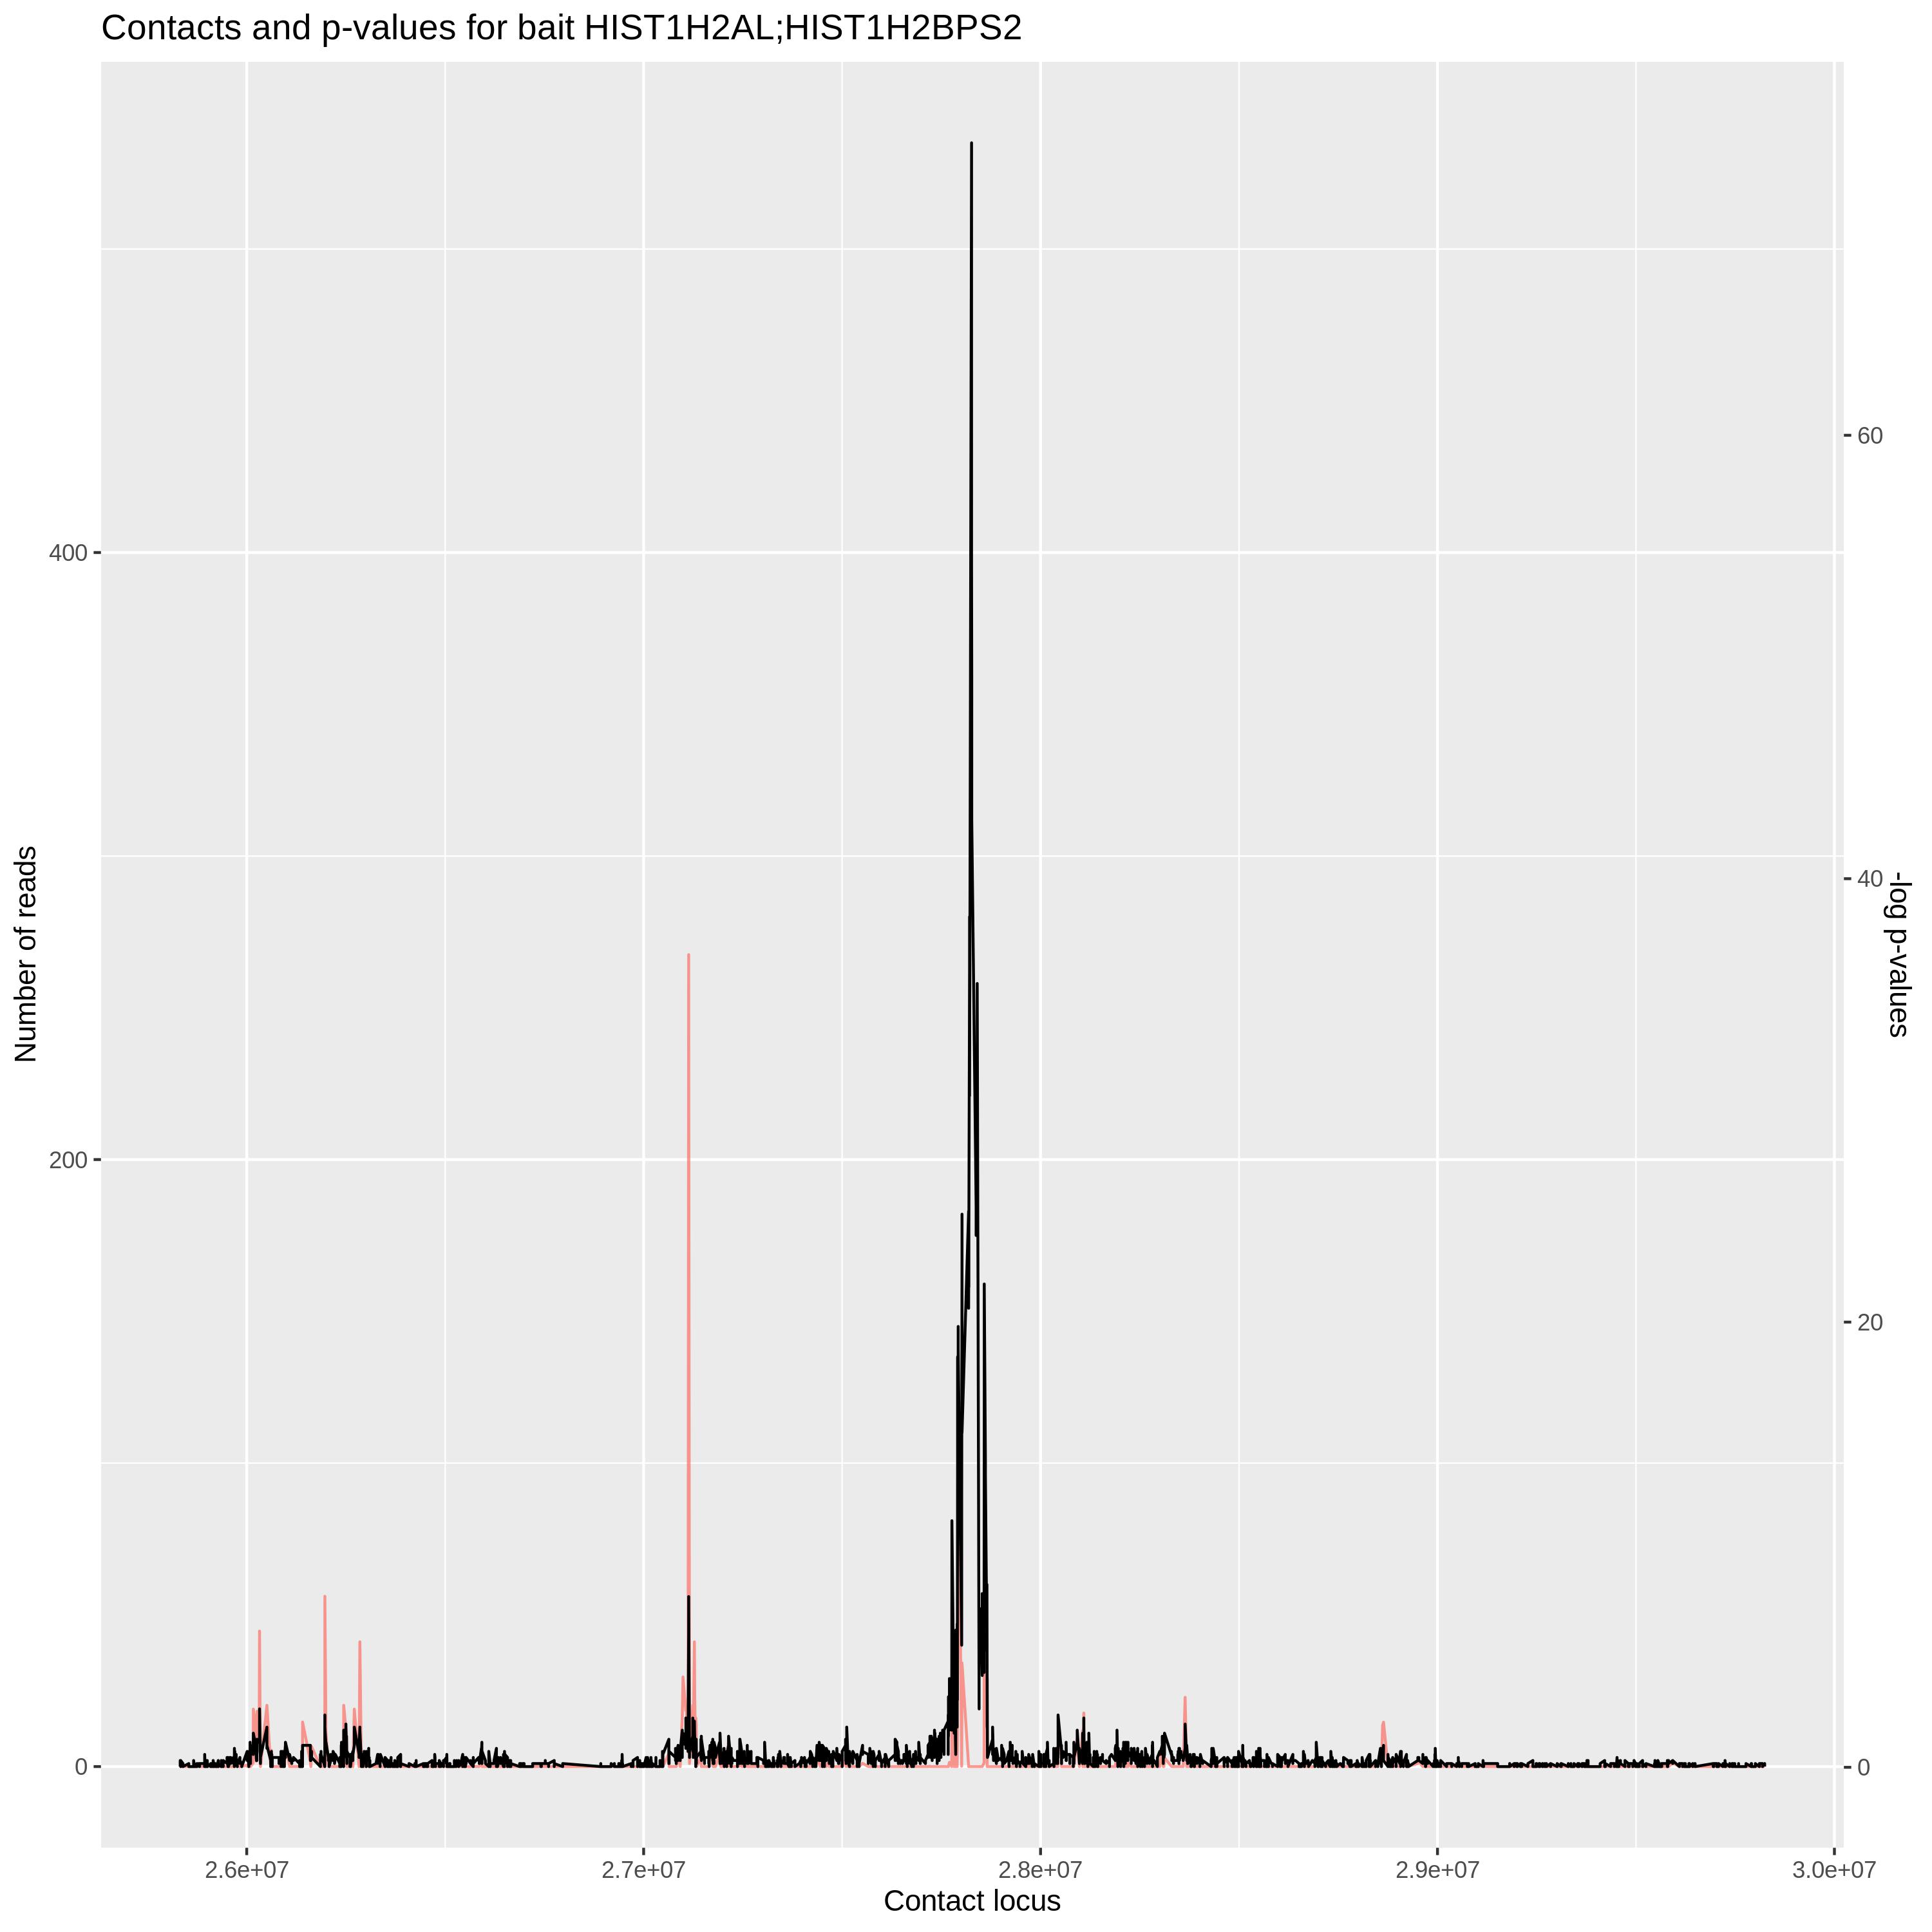 Contacts and p-values for bait HIST1H2AL;HIST1H2BPS2
Number of reads
400
200
0
60
40
20
0
-log p-values
2.6e+07 2.7e+07 2.8e+07 2.9e+07 3.0e+07
Contact locus